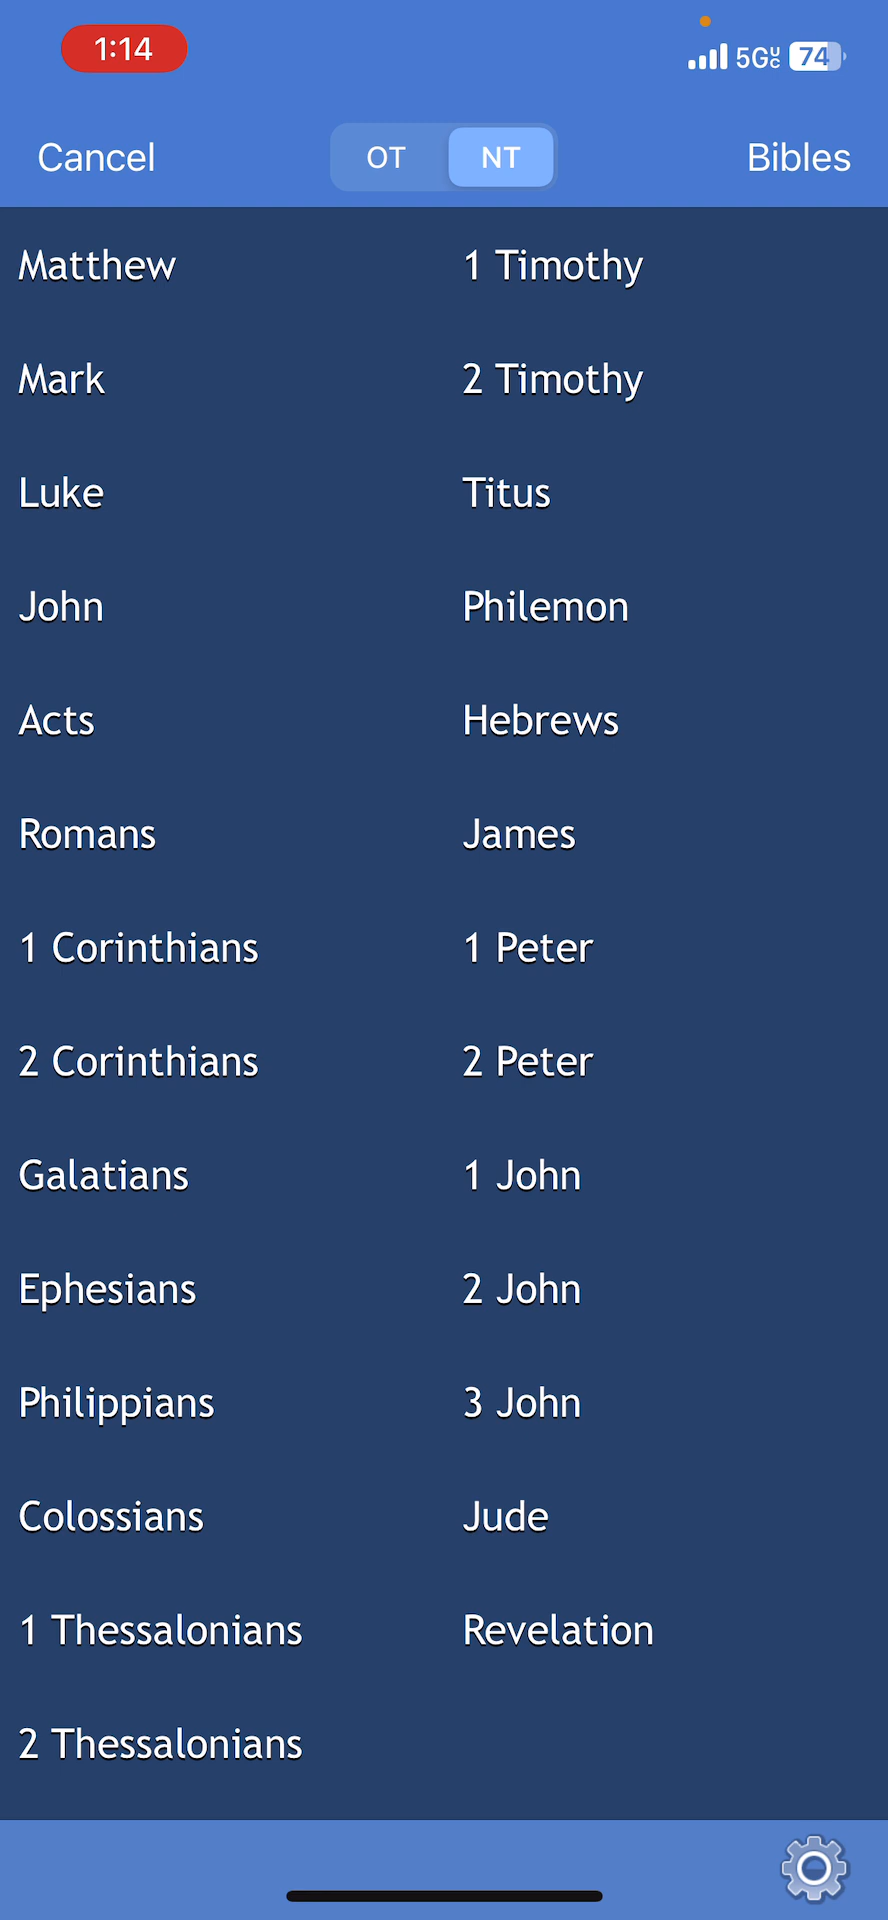 1:14
5G UC 74
Cancel OT NT Bibles
Matthew 1 Timothy
Mark 2 Timothy
Luke Titus
John Philemon
Acts Hebrews
Romans James
1 Corinthians 1 Peter
2 Corinthians 2 Peter
Galatians 1 John
Ephesians 2 John
Philippians 3 John
Colossians Jude
1 Thessalonians Revelation
2 Thessalonians